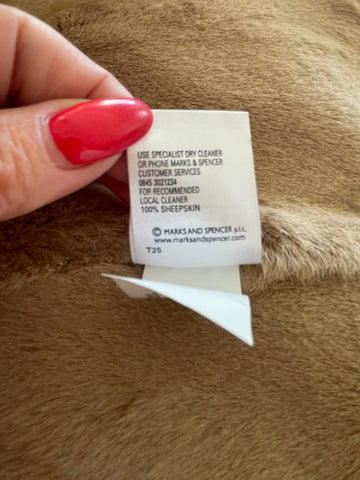 USE SPECIALIST DRY CLEANER
OR PHONE MARKS & SPENCER
CUSTOMER SERVICES
0845 3021234
FOR RECOMMENDED
LOCAL CLEANER
100% SHEEPSKIN
© MARKS AND SPENCER p.l.c.
www.marksandspencer.com
T25